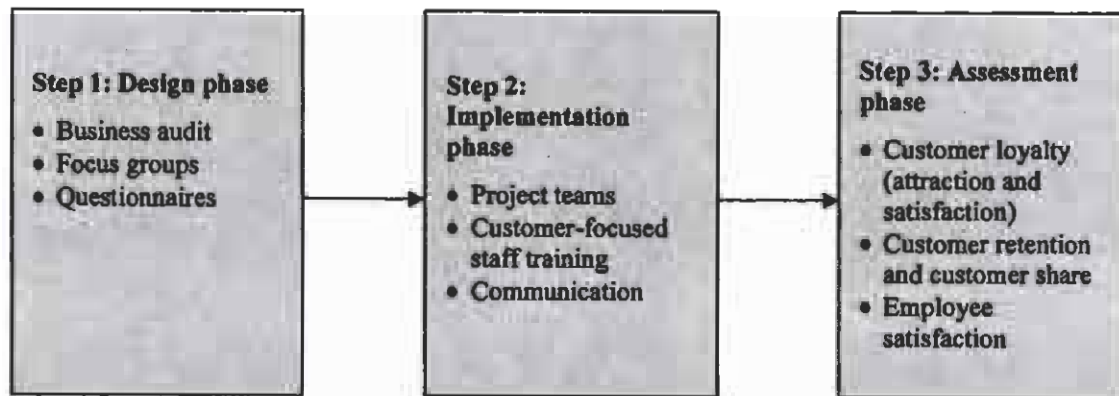 Step 1: Design phase
• Business audit
• Focus groups
• Questionnaires
Step 2:
Implementation
phase
• Project teams
• Customer-focused
staff training
• Communication
Step 3: Assessment
phase
• Customer loyalty
(attraction and
satisfaction)
• Customer retention
and customer share
• Employee
satisfaction